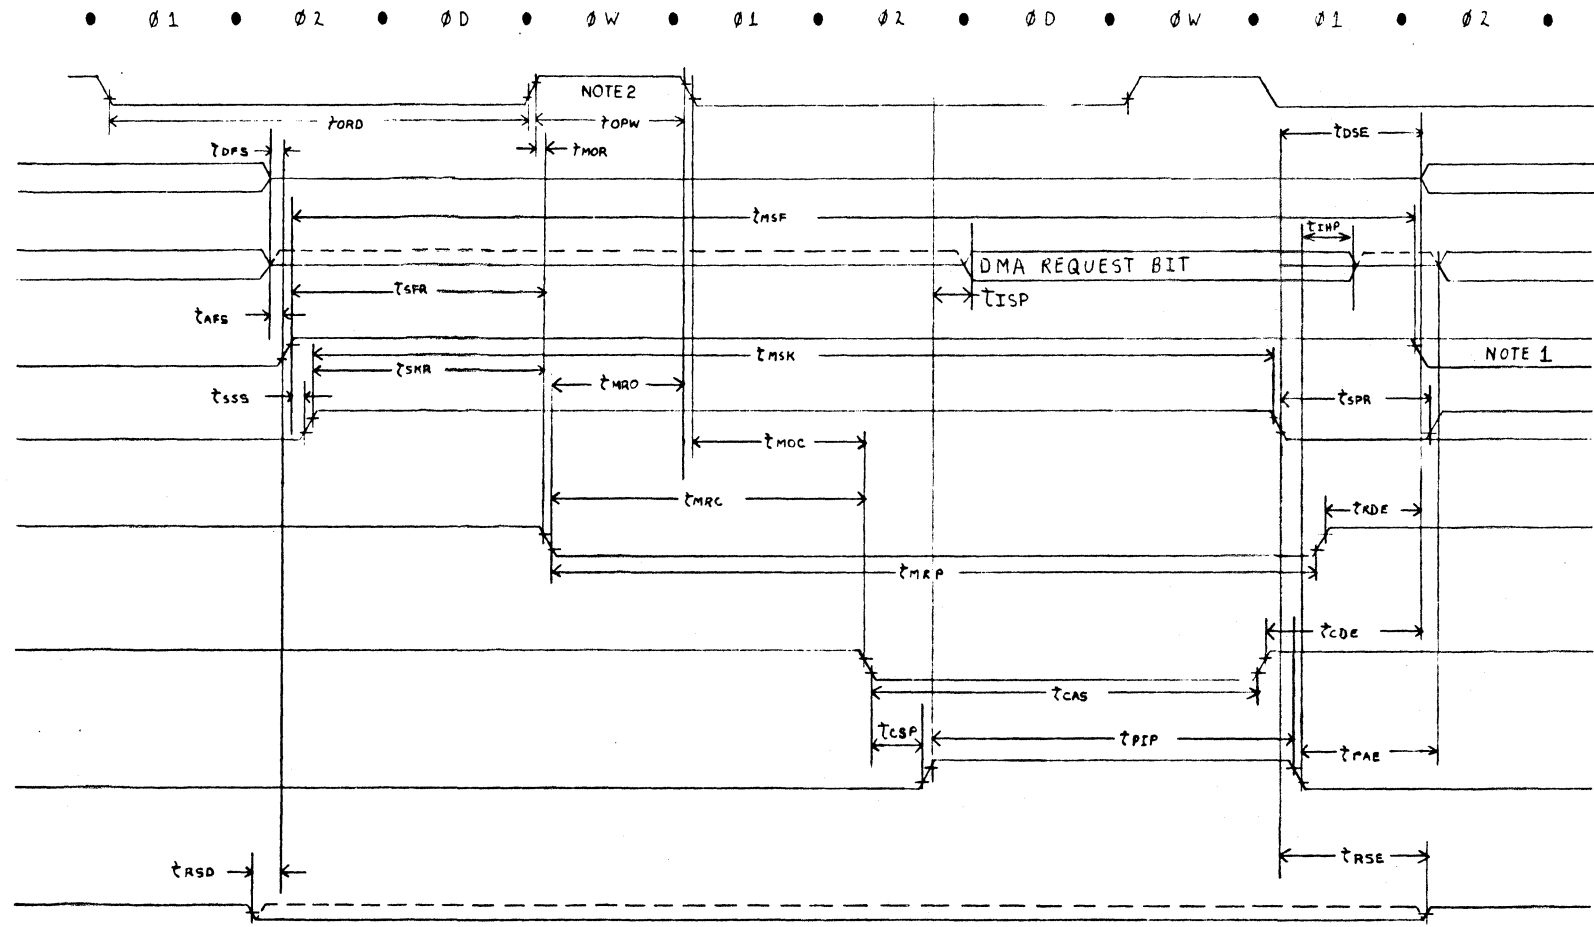 • Ø1 • Ø2 • ØD • ØW • Ø1 • Ø2 • ØD • ØW • Ø1 • Ø2 •
NOTE 2
tORD
tOPW
tDSE
tDFS
tMOR
tMSF
tIHP
DMA REQUEST BIT
tSFR
tISP
tAFS
tMSK
NOTE 1
tSKR
tMRO
tSSS
tSPR
tMOC
tMRC
tRDE
tMRP
tCDE
tCAS
tCSP
tPIP
tPAE
tRSD
tRSE